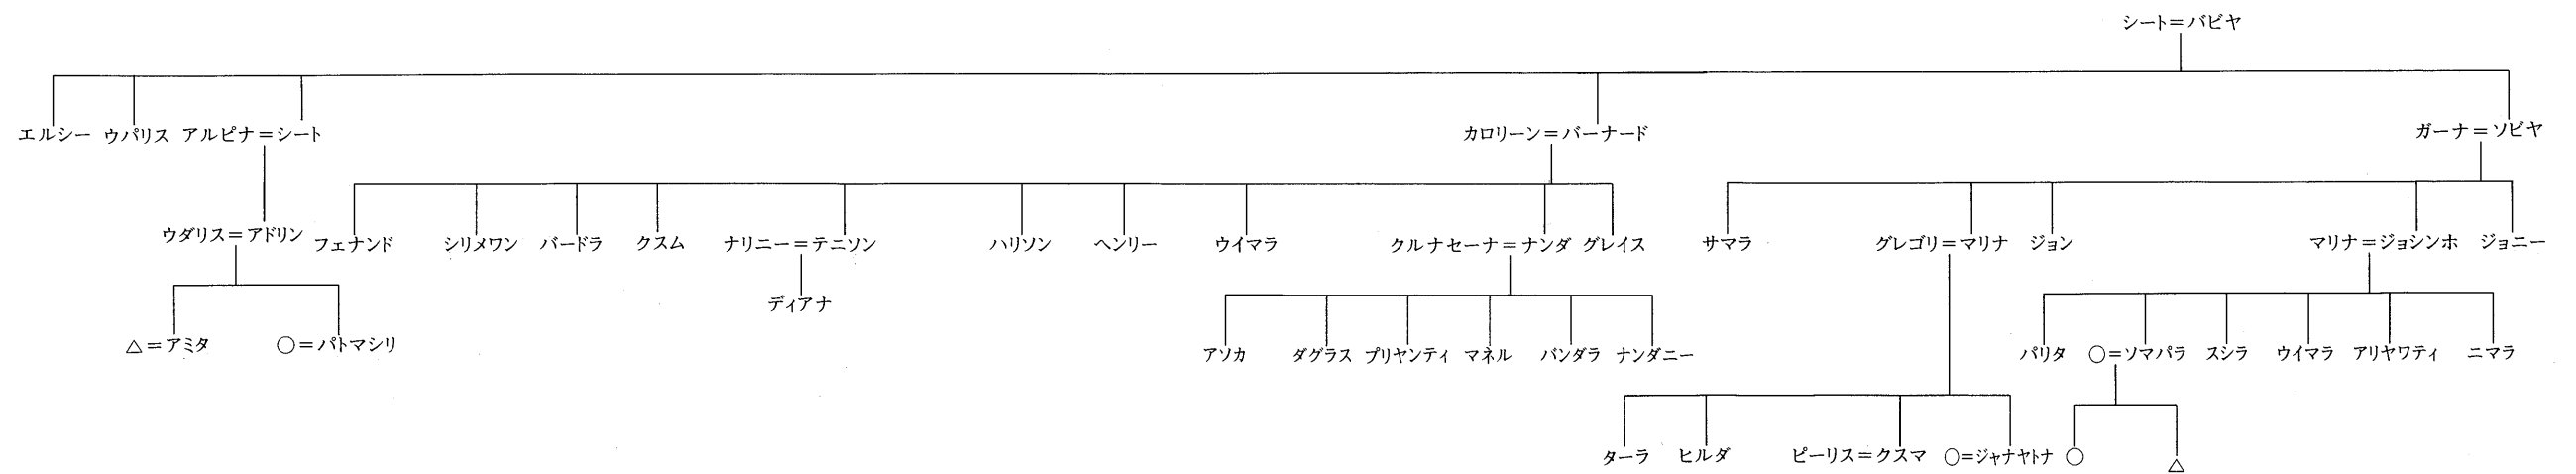 シート＝バビヤ
エルシー ウパリス アルピナ＝シート カロリーン＝バーナード ガーナ＝ソビヤ
ウダリス＝アドリン フェナンド シリメワン バードラ クスム ナリニー＝テニソン ハリソン ヘンリー ウイマラ クルナセーナ＝ナンダ グレイス サマラ グレゴリ＝マリナ ジョン マリナ＝ジョシンホ ジョニー
ディアナ
△＝アミタ ○＝パトマシリ アソカ ダグラス プリヤンティ マネル バンダラ ナンダニー パリタ ○＝ソマパラ スシラ ウイマラ アリヤワティ ニマラ
ターラ ヒルダ ピーリス＝クスマ ○＝ジャナヤトナ ○ △